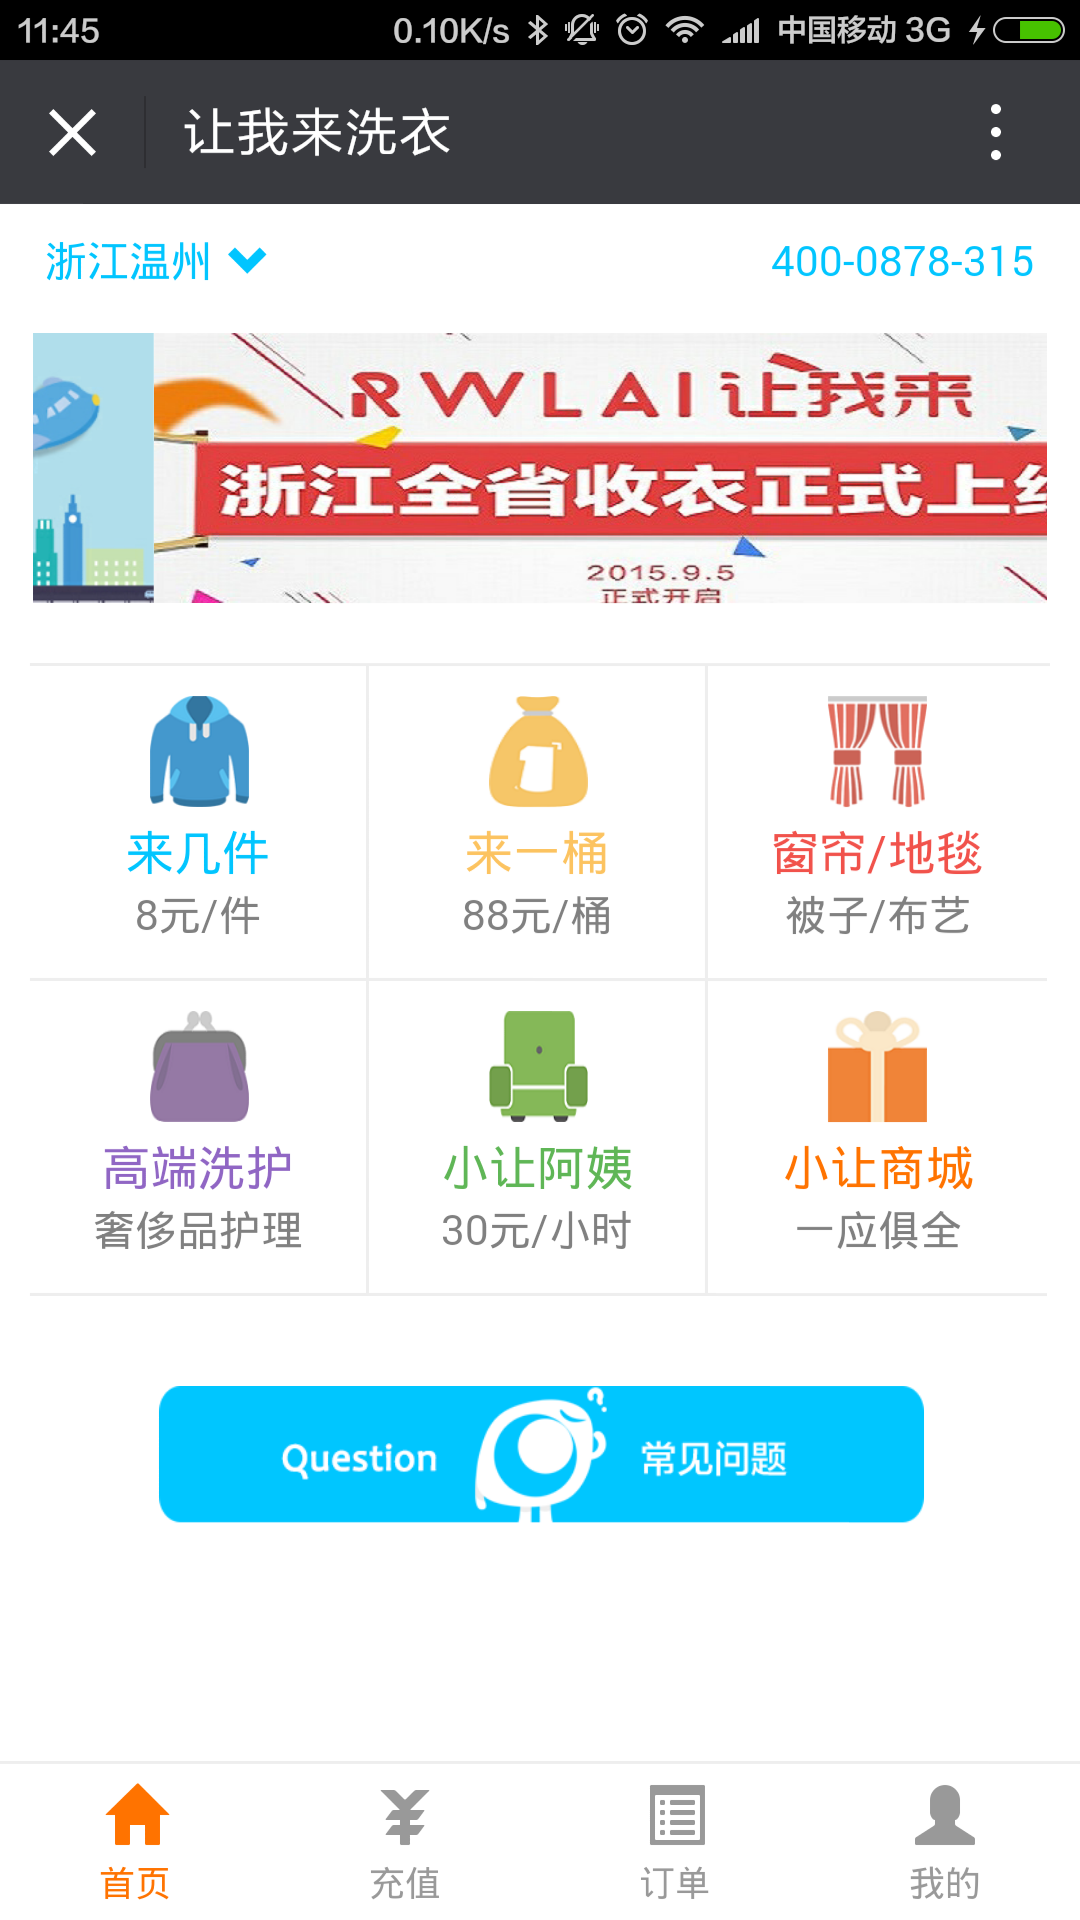 11:45 0.10K/s 中国移动 3G
让我来洗衣
浙江温州 400-0878-315
RWLAI 让我来
浙江全省收衣正式上线
2015.9.5
正式开启
来几件 来一桶 窗帘/地毯
8元/件 88元/桶 被子/布艺
高端洗护 小让阿姨 小让商城
奢侈品护理 30元/小时 一应俱全
Question 常见问题
首页 充值 订单 我的